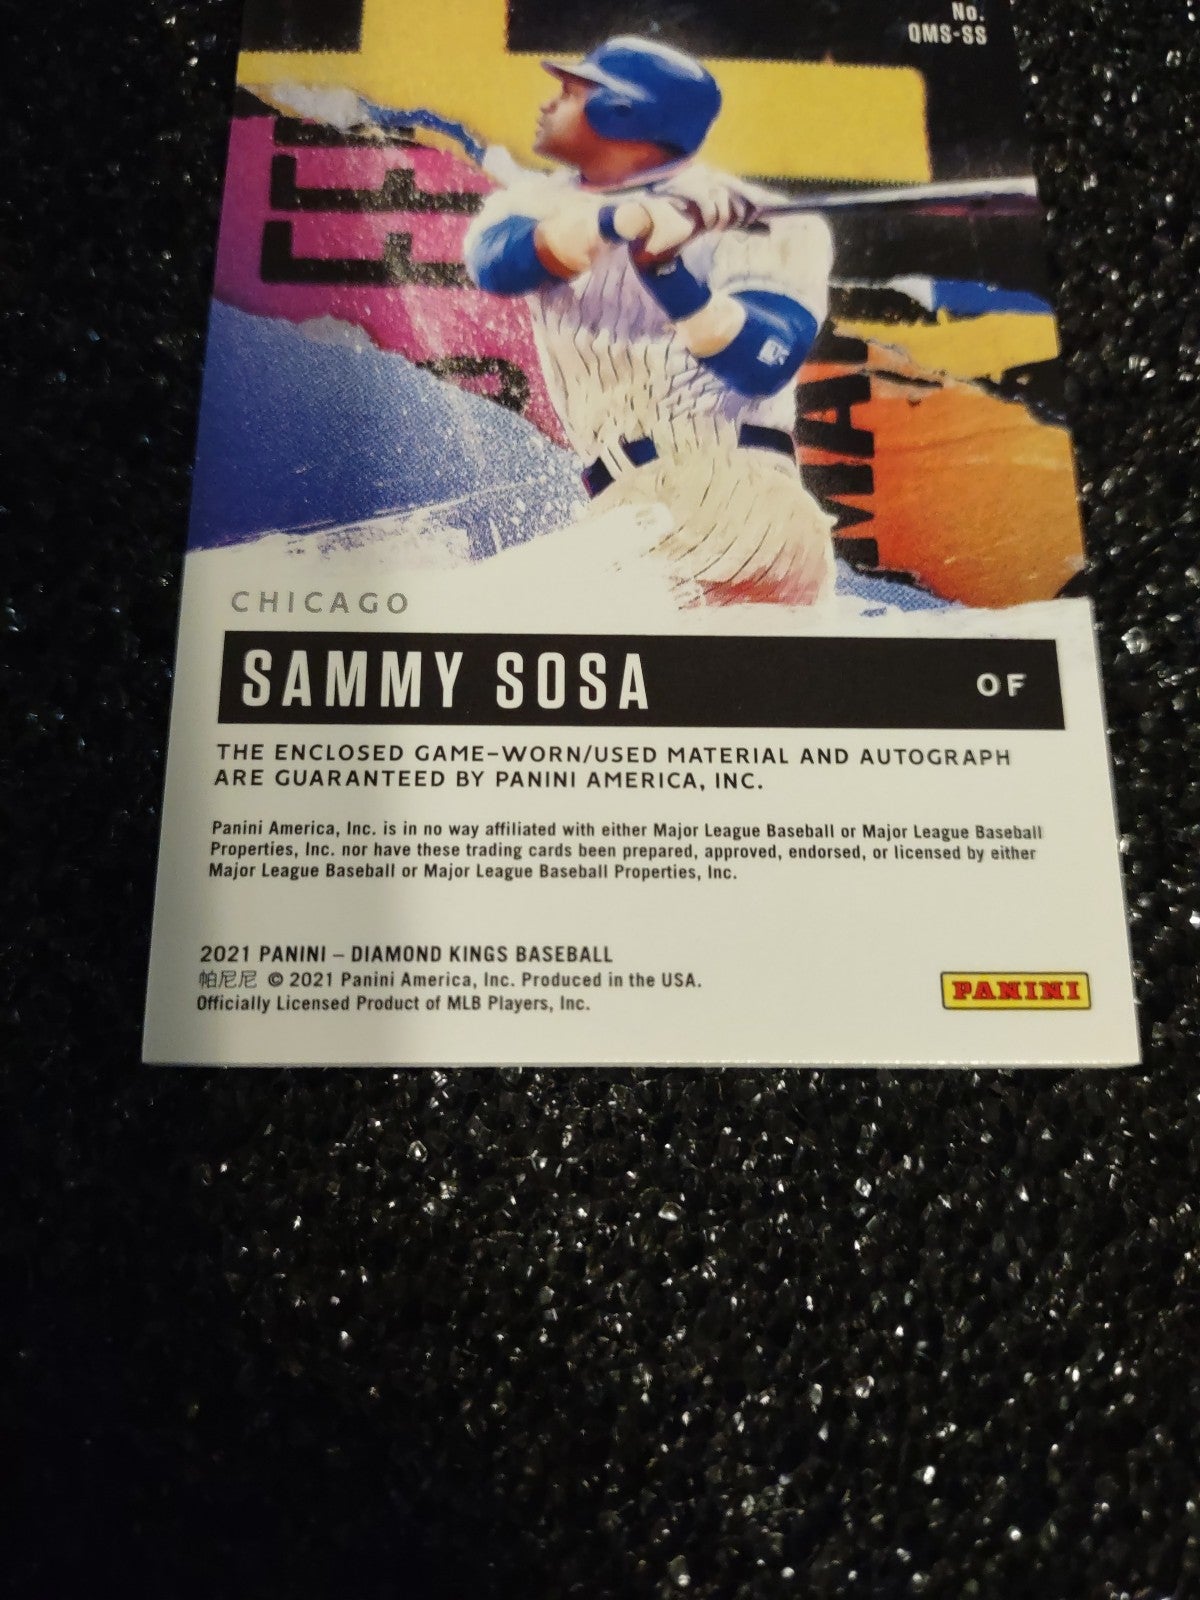 No.
QMS-SS
CHICAGO
SAMMY SOSA
OF
THE ENCLOSED GAME-WORN/USED MATERIAL AND AUTOGRAPH
ARE GUARANTEED BY PANINI AMERICA, INC.
Panini America, Inc. is in no way affiliated with either Major League Baseball or Major League Baseball
Properties, Inc. nor have these trading cards been prepared, approved, endorsed, or licensed by either
Major League Baseball or Major League Baseball Properties, Inc.
2021 PANINI – DIAMOND KINGS BASEBALL
帕尼尼 © 2021 Panini America, Inc. Produced in the USA.
Officially Licensed Product of MLB Players, Inc.
PANINI